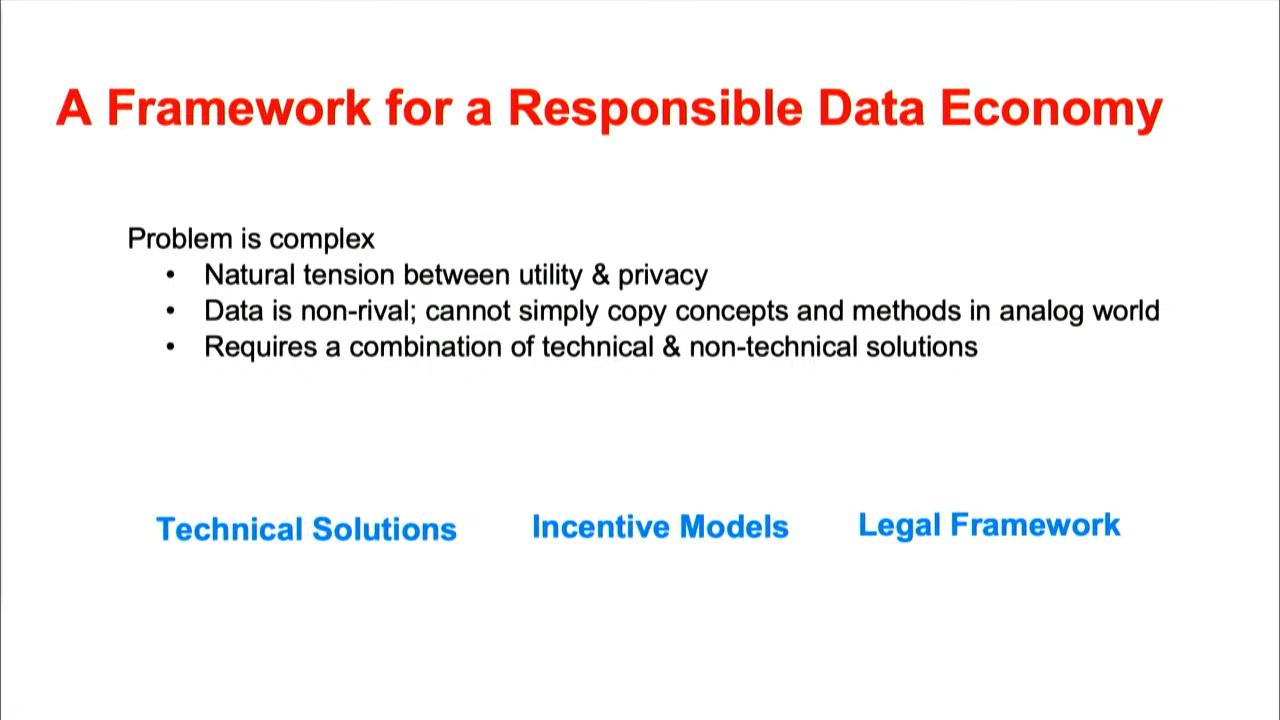 A Framework for a Responsible Data Economy
Problem is complex
• Natural tension between utility & privacy
• Data is non-rival; cannot simply copy concepts and methods in analog world
• Requires a combination of technical & non-technical solutions
Technical Solutions
Incentive Models
Legal Framework